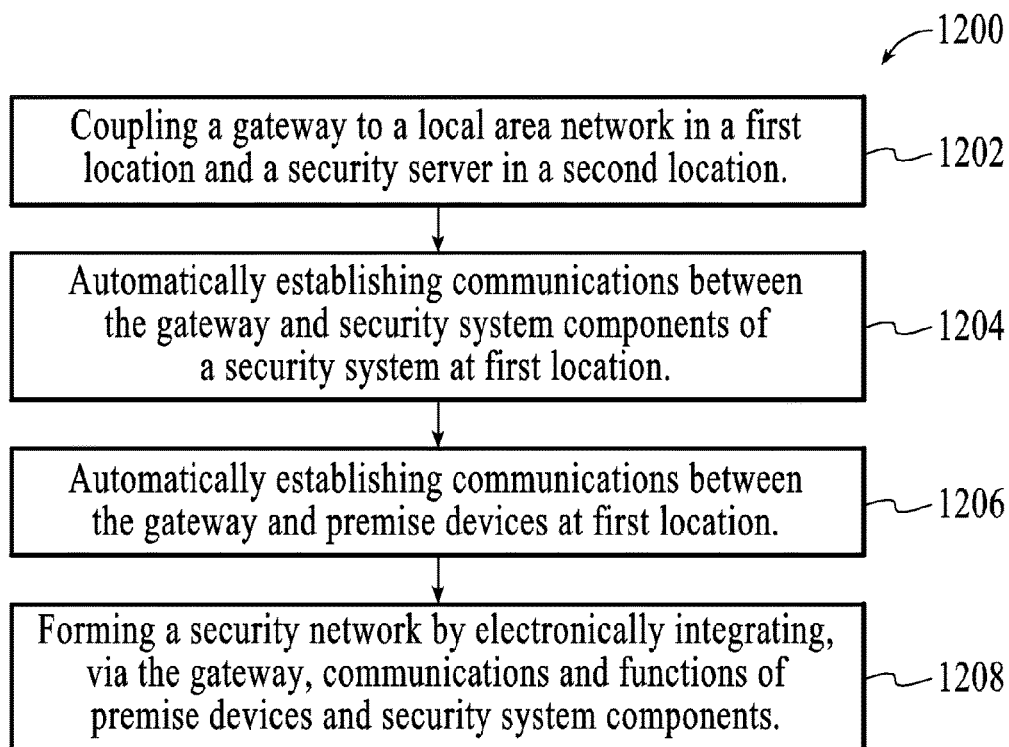 1200
Coupling a gateway to a local area network in a first
location and a security server in a second location.
1202
Automatically establishing communications between
the gateway and security system components of
a security system at first location.
1204
Automatically establishing communications between
the gateway and premise devices at first location.
1206
Forming a security network by electronically integrating,
via the gateway, communications and functions of
premise devices and security system components.
1208